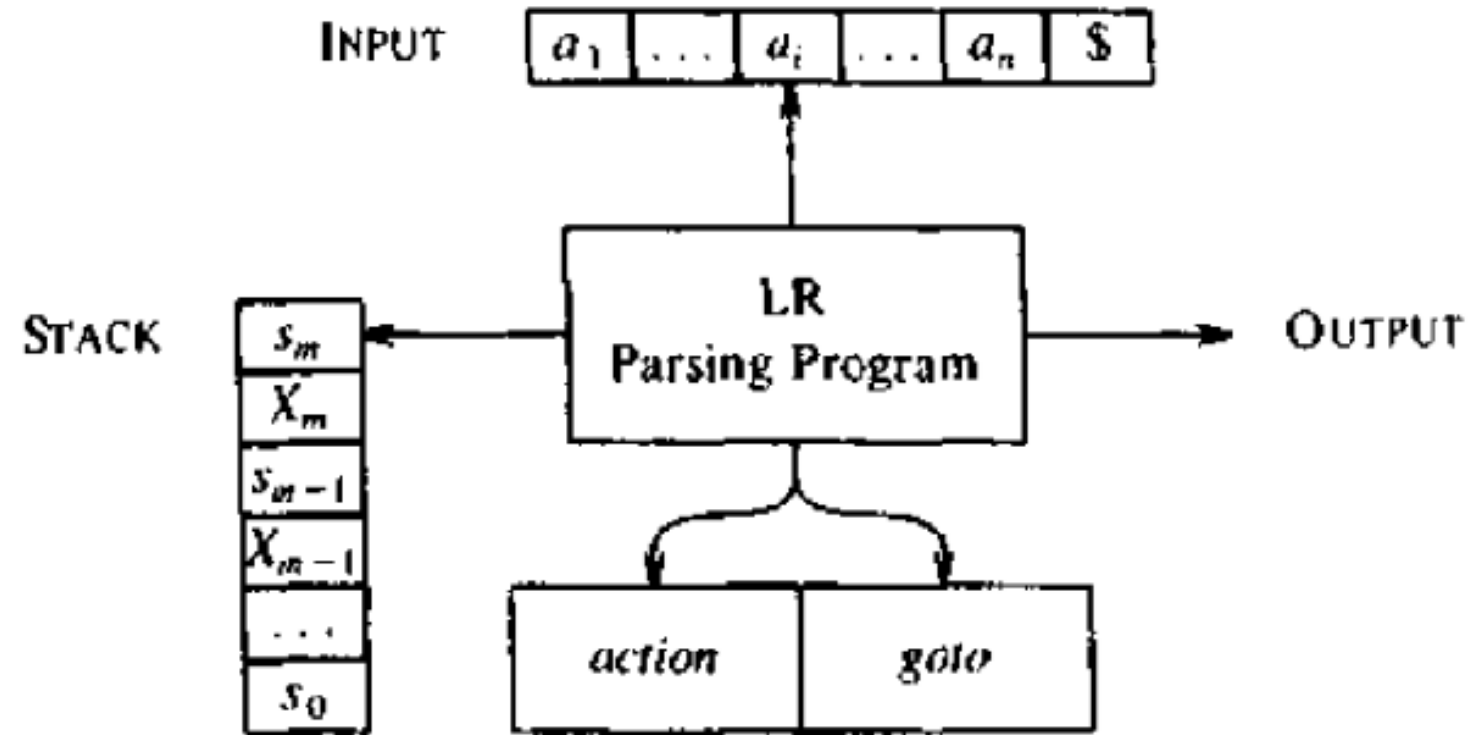 INPUT a₁ ... aᵢ ... aₙ $
LR
Parsing Program
STACK
OUTPUT
sₘ
Xₘ
sₘ₋₁
Xₘ₋₁
...
s₀
action goto